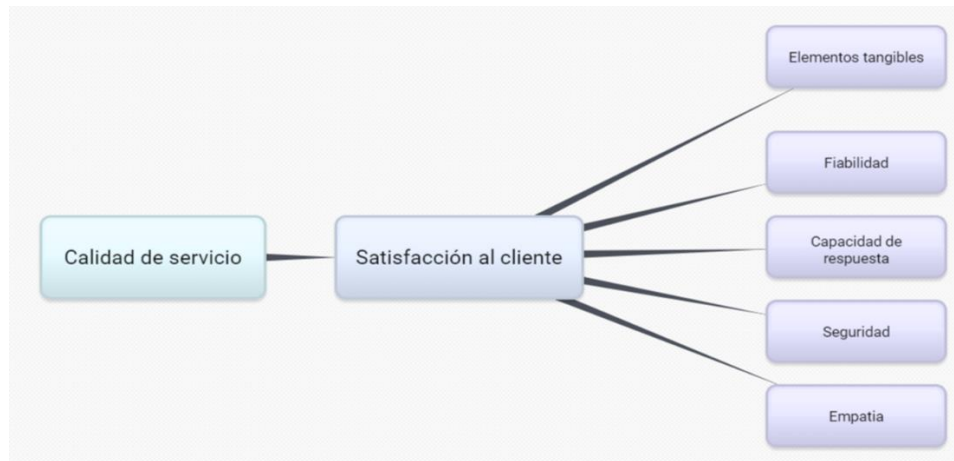 Elementos tangibles
Fiabilidad
Calidad de servicio
Satisfacción al cliente
Capacidad de
respuesta
Seguridad
Empatia